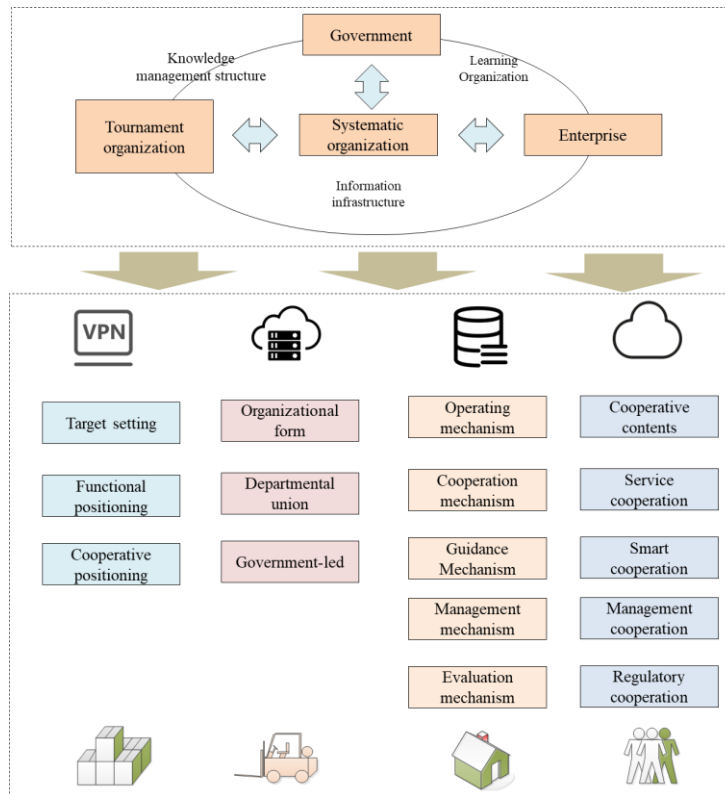 Government
Knowledge
management structure
Learning
Organization
Tournament
organization
Systematic
organization
Enterprise
Information
infrastructure
VPN
Target setting
Functional
positioning
Cooperative
positioning
Organizational
form
Departmental
union
Government-led
Operating
mechanism
Cooperation
mechanism
Guidance
Mechanism
Management
mechanism
Evaluation
mechanism
Cooperative
contents
Service
cooperation
Smart
cooperation
Management
cooperation
Regulatory
cooperation